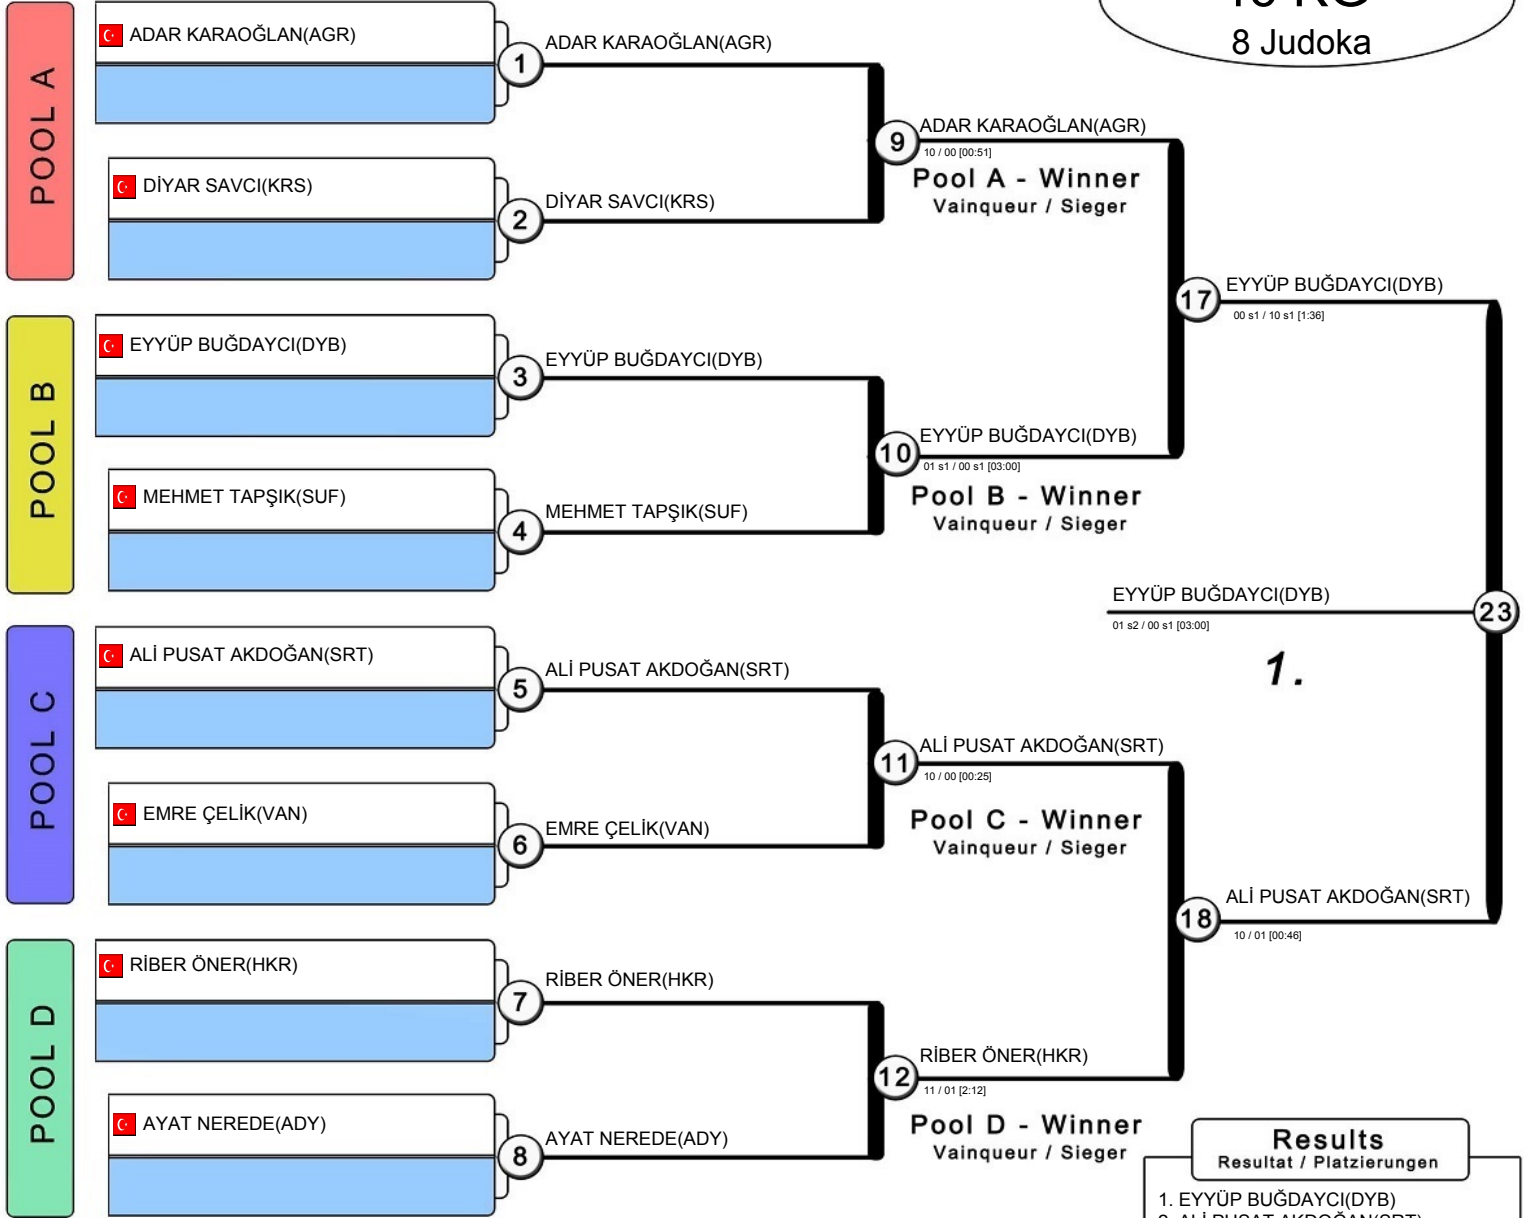 8 Judoka
POOL A
ADAR KARAOĞLAN(AGR)
1
ADAR KARAOĞLAN(AGR)
DİYAR SAVCI(KRS)
2
DİYAR SAVCI(KRS)
9
ADAR KARAOĞLAN(AGR)
10 / 00 [00:51]
Pool A - Winner
Vainqueur / Sieger
POOL B
EYYÜP BUĞDAYCI(DYB)
3
EYYÜP BUĞDAYCI(DYB)
MEHMET TAPŞIK(SUF)
4
MEHMET TAPŞIK(SUF)
10
EYYÜP BUĞDAYCI(DYB)
01 s1 / 00 s1 [03:00]
Pool B - Winner
Vainqueur / Sieger
17
EYYÜP BUĞDAYCI(DYB)
00 s1 / 10 s1 [1:36]
POOL C
ALİ PUSAT AKDOĞAN(SRT)
5
ALİ PUSAT AKDOĞAN(SRT)
EMRE ÇELİK(VAN)
6
EMRE ÇELİK(VAN)
11
ALİ PUSAT AKDOĞAN(SRT)
10 / 00 [00:25]
Pool C - Winner
Vainqueur / Sieger
POOL D
RİBER ÖNER(HKR)
7
RİBER ÖNER(HKR)
AYAT NEREDE(ADY)
8
AYAT NEREDE(ADY)
12
RİBER ÖNER(HKR)
11 / 01 [2:12]
Pool D - Winner
Vainqueur / Sieger
18
ALİ PUSAT AKDOĞAN(SRT)
10 / 01 [00:46]
EYYÜP BUĞDAYCI(DYB)
23
01 s2 / 00 s1 [03:00]
1.
Results
Resultat / Platzierungen
1. EYYÜP BUĞDAYCI(DYB)
2. ALİ PUSAT AKDOĞAN(SRT)